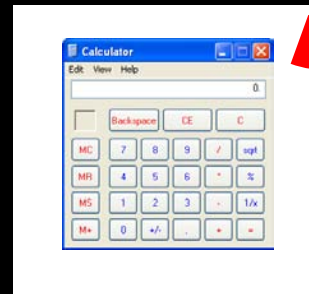 Calculator
Edit View Help
0.
Backspace CE C
MC 7 8 9 / sqrt
MR 4 5 6 * %
MS 1 2 3 - 1/x
M+ 0 +/- . + =